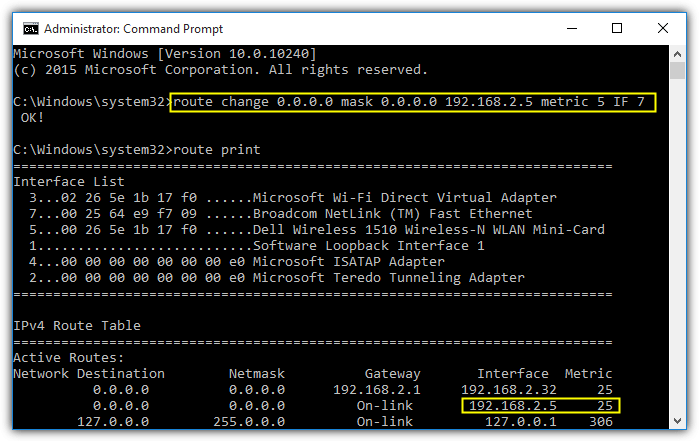 Administrator: Command Prompt
Microsoft Windows [Version 10.0.10240]
(c) 2015 Microsoft Corporation. All rights reserved.
C:\Windows\system32>route change 0.0.0.0 mask 0.0.0.0 192.168.2.5 metric 5 IF 7
 OK!
C:\Windows\system32>route print
===========================================================================
Interface List
  3...02 26 5e 1b 17 f0 ......Microsoft Wi-Fi Direct Virtual Adapter
  7...00 25 64 e9 f7 09 ......Broadcom NetLink (TM) Fast Ethernet
  5...00 26 5e 1b 17 f0 ......Dell Wireless 1510 Wireless-N WLAN Mini-Card
  1...........................Software Loopback Interface 1
  4...00 00 00 00 00 00 00 e0 Microsoft ISATAP Adapter
  2...00 00 00 00 00 00 00 e0 Microsoft Teredo Tunneling Adapter
===========================================================================
IPv4 Route Table
===========================================================================
Active Routes:
Network Destination        Netmask          Gateway       Interface  Metric
          0.0.0.0          0.0.0.0      192.168.2.1     192.168.2.32     25
          0.0.0.0          0.0.0.0         On-link       192.168.2.5     25
        127.0.0.0        255.0.0.0         On-link         127.0.0.1    306